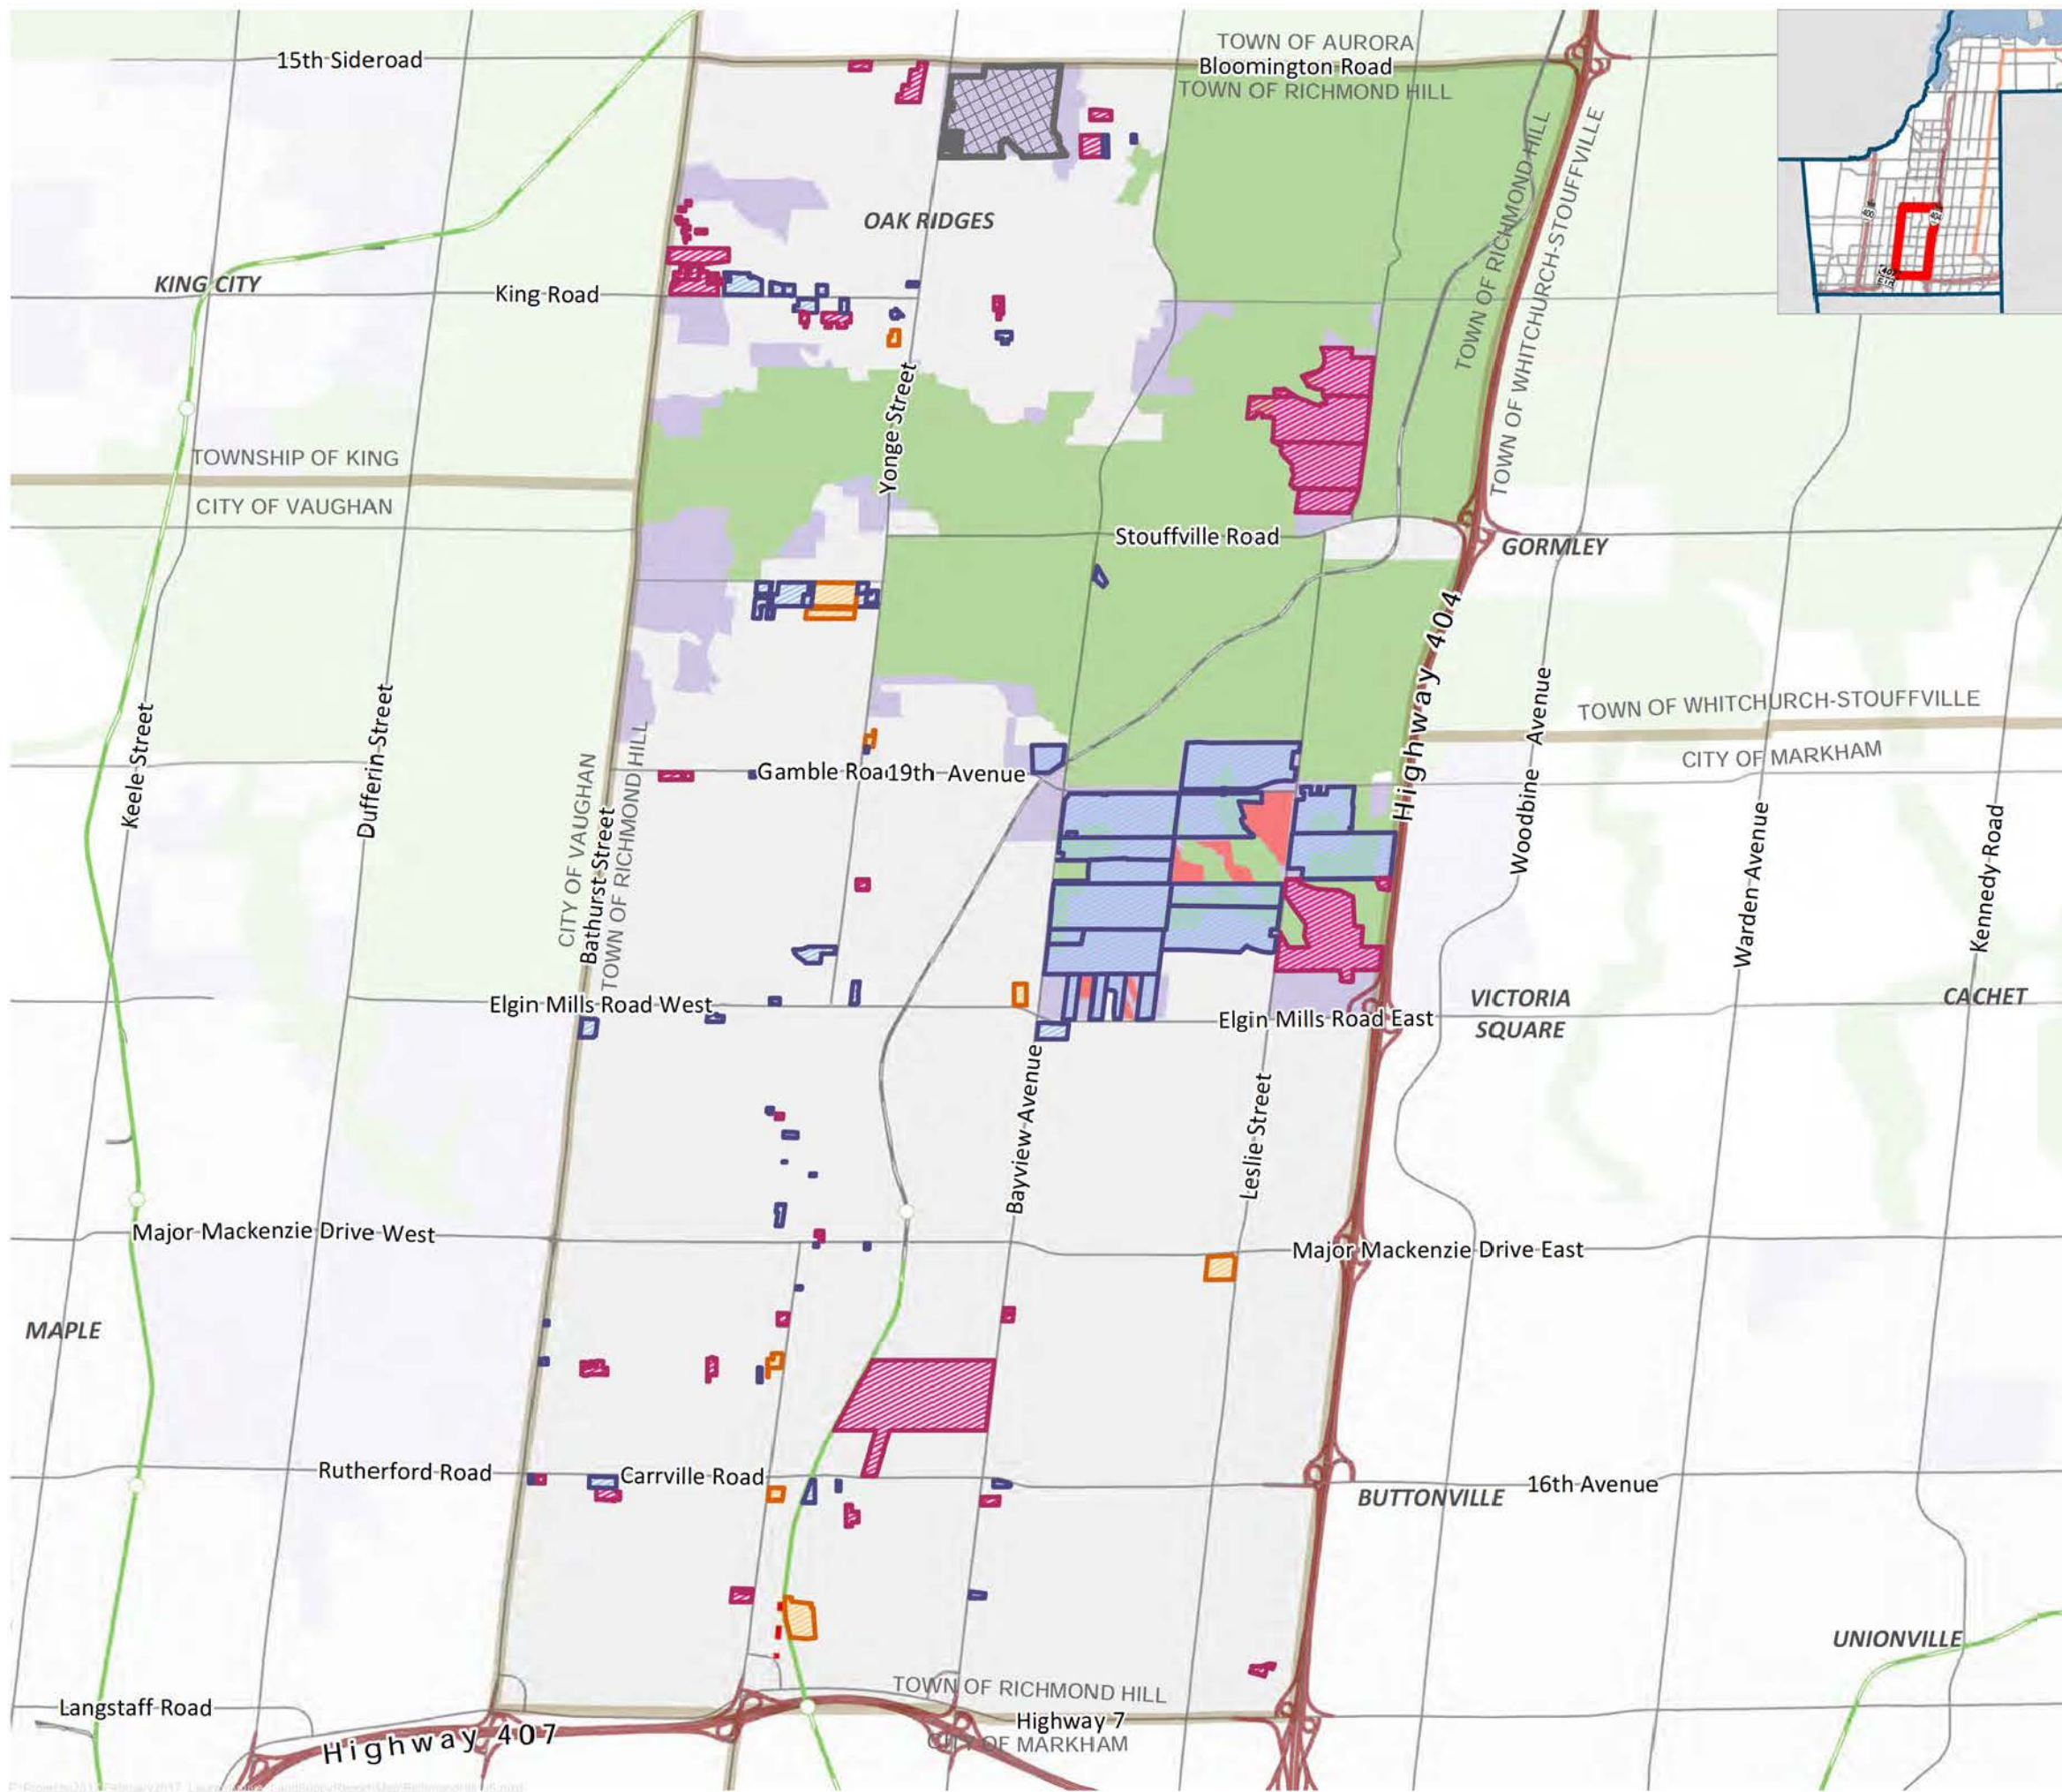 TOWN OF AURORA
15th Sideroad
Bloomington Road
TOWN OF RICHMOND HILL
TOWN OF RICHMOND HILL
TOWN OF WHITCHURCH-STOUFFVILLE
400
404
407
ETR
OAK RIDGES
KING CITY
King Road
Yonge Street
TOWNSHIP OF KING
CITY OF VAUGHAN
Stouffville Road
GORMLEY
Highway 404
Keele Street
Dufferin Street
Woodbine Avenue
TOWN OF WHITCHURCH-STOUFFVILLE
CITY OF MARKHAM
CITY OF VAUGHAN
Bathurst Street
TOWN OF RICHMOND HILL
Gamble Roa
19th Avenue
Warden Avenue
Kennedy Road
Elgin Mills Road West
Elgin Mills Road East
VICTORIA
SQUARE
CACHET
Bayview Avenue
Leslie Street
Major Mackenzie Drive West
Major Mackenzie Drive East
MAPLE
Rutherford Road
Carrville Road
16th Avenue
BUTTONVILLE
UNIONVILLE
TOWN OF RICHMOND HILL
Langstaff Road
Highway 7
Highway 407
CITY OF MARKHAM